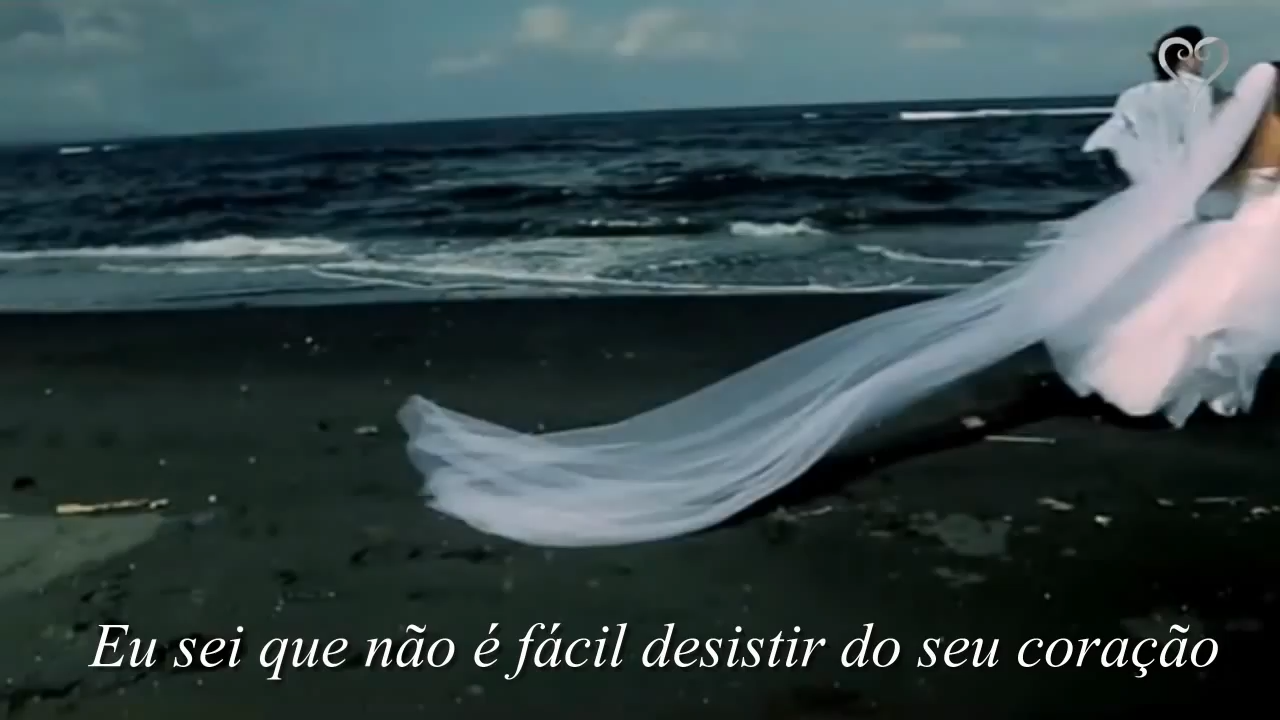 Eu sei que não é fácil desistir do seu coração